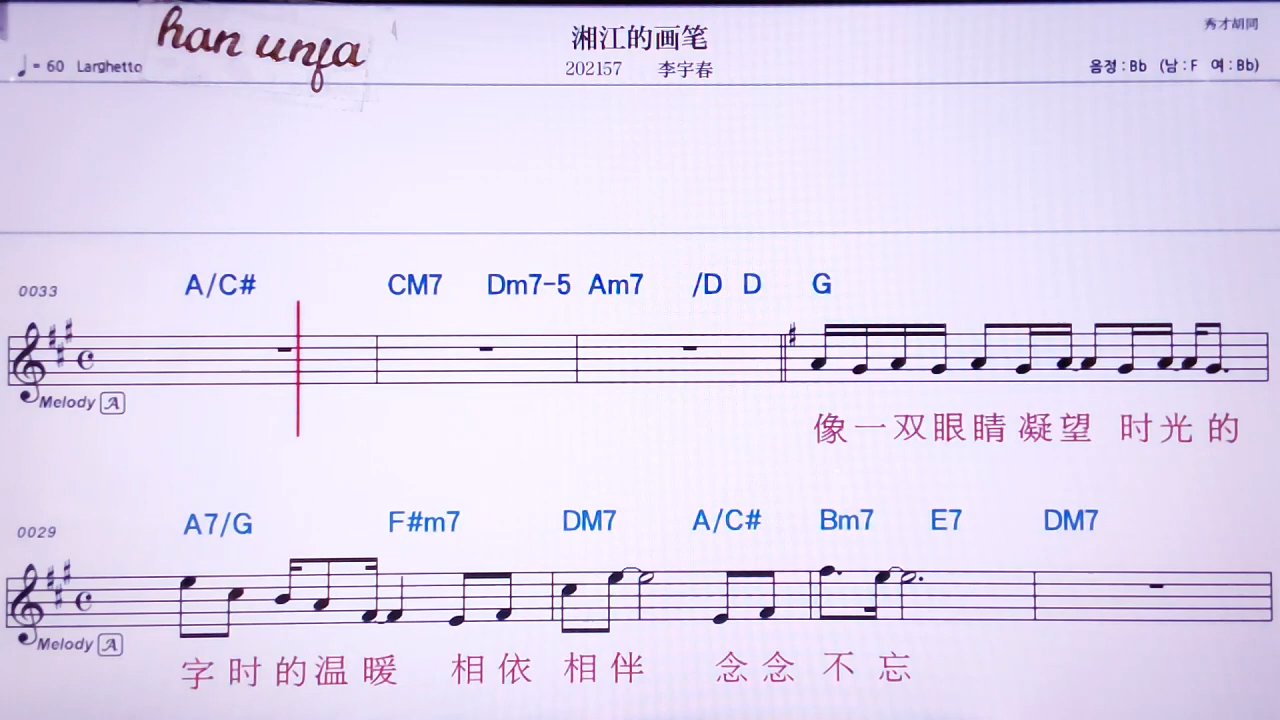 han unfa
湘江的画笔
秀才胡同
♩= 60 Larghetto
202157 李宇春
음정 : Bb (남 : F 여 : Bb)
0033 A/C# CM7 Dm7-5 Am7 /D D G
Melody A
像一双眼睛凝望 时光的
0029 A7/G F#m7 DM7 A/C# Bm7 E7 DM7
Melody A
字时的温暖 相依相伴 念念不忘